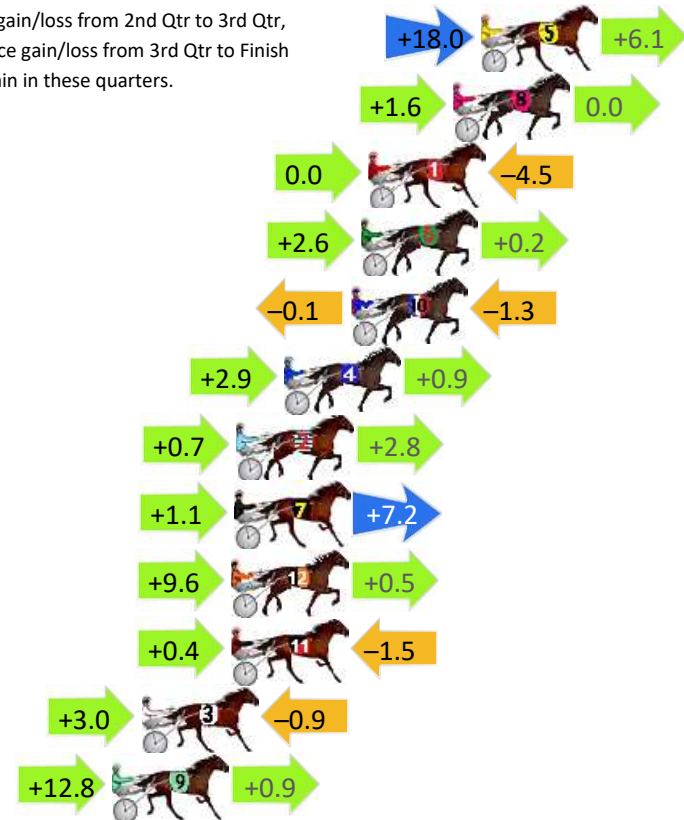 gain/loss from 2nd Qtr to 3rd Qtr,
ce gain/loss from 3rd Qtr to Finish
in in these quarters.
+18.0 5 +6.1
+1.6 8 0.0
0.0 1 –4.5
+2.6 6 +0.2
–0.1 10 –1.3
+2.9 4 +0.9
+0.7 2 +2.8
+1.1 7 +7.2
+9.6 12 +0.5
+0.4 11 –1.5
+3.0 3 –0.9
+12.8 9 +0.9